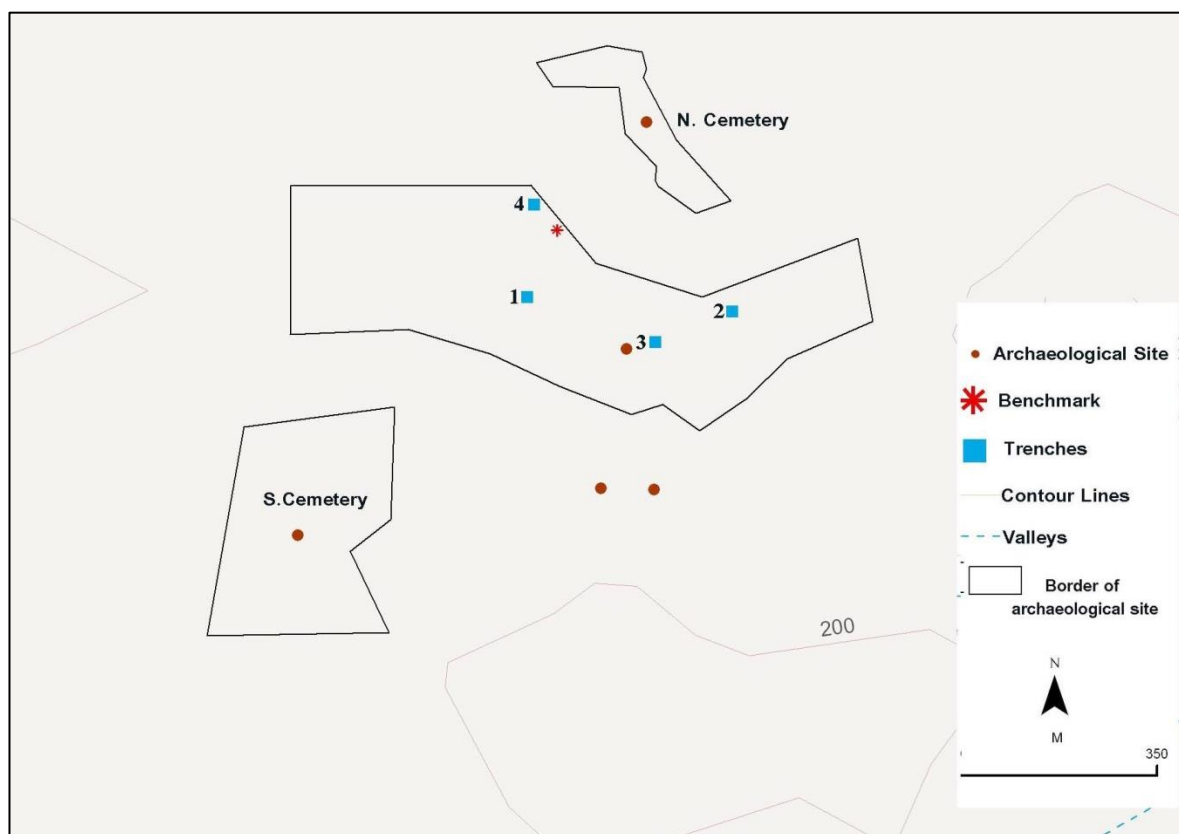 N. Cemetery
4
1
2
3
S.Cemetery
200
Archaeological Site
Benchmark
Trenches
Contour Lines
Valleys
Border of
archaeological site
N
M
350